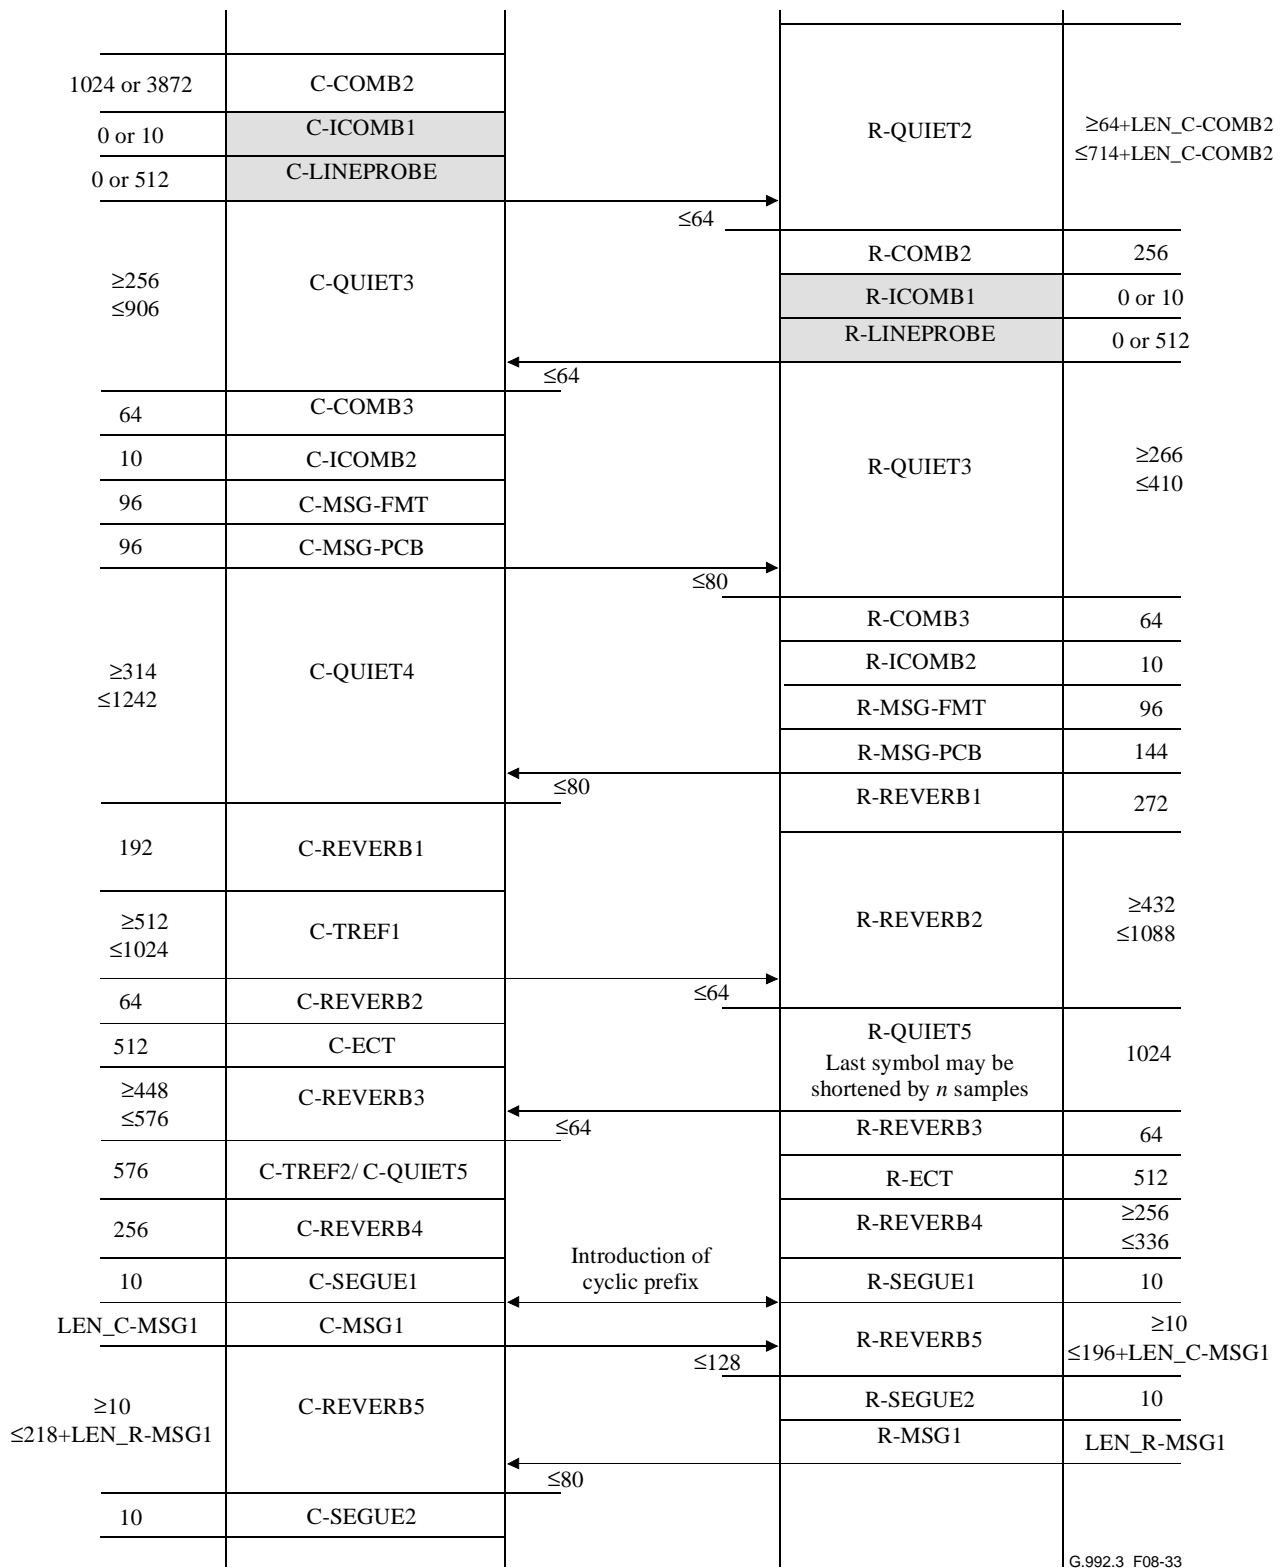 1024 or 3872
C-COMB2
0 or 10
C-ICOMB1
0 or 512
C-LINEPROBE
R-QUIET2
≥64+LEN_C-COMB2
≤714+LEN_C-COMB2
≤64
≥256
≤906
C-QUIET3
R-COMB2
256
R-ICOMB1
0 or 10
R-LINEPROBE
0 or 512
≤64
64
C-COMB3
10
C-ICOMB2
96
C-MSG-FMT
96
C-MSG-PCB
R-QUIET3
≥266
≤410
≤80
≥314
≤1242
C-QUIET4
R-COMB3
64
R-ICOMB2
10
R-MSG-FMT
96
R-MSG-PCB
144
≤80
R-REVERB1
272
192
C-REVERB1
≥512
≤1024
C-TREF1
R-REVERB2
≥432
≤1088
≤64
64
C-REVERB2
512
C-ECT
≥448
≤576
C-REVERB3
R-QUIET5
Last symbol may be
shortened by n samples
1024
≤64
R-REVERB3
64
576
C-TREF2/ C-QUIET5
R-ECT
512
256
C-REVERB4
R-REVERB4
≥256
≤336
Introduction of
cyclic prefix
10
C-SEGUE1
R-SEGUE1
10
LEN_C-MSG1
C-MSG1
R-REVERB5
≥10
≤196+LEN_C-MSG1
≤128
≥10
≤218+LEN_R-MSG1
C-REVERB5
R-SEGUE2
10
R-MSG1
LEN_R-MSG1
≤80
10
C-SEGUE2
G.992.3_F08-33